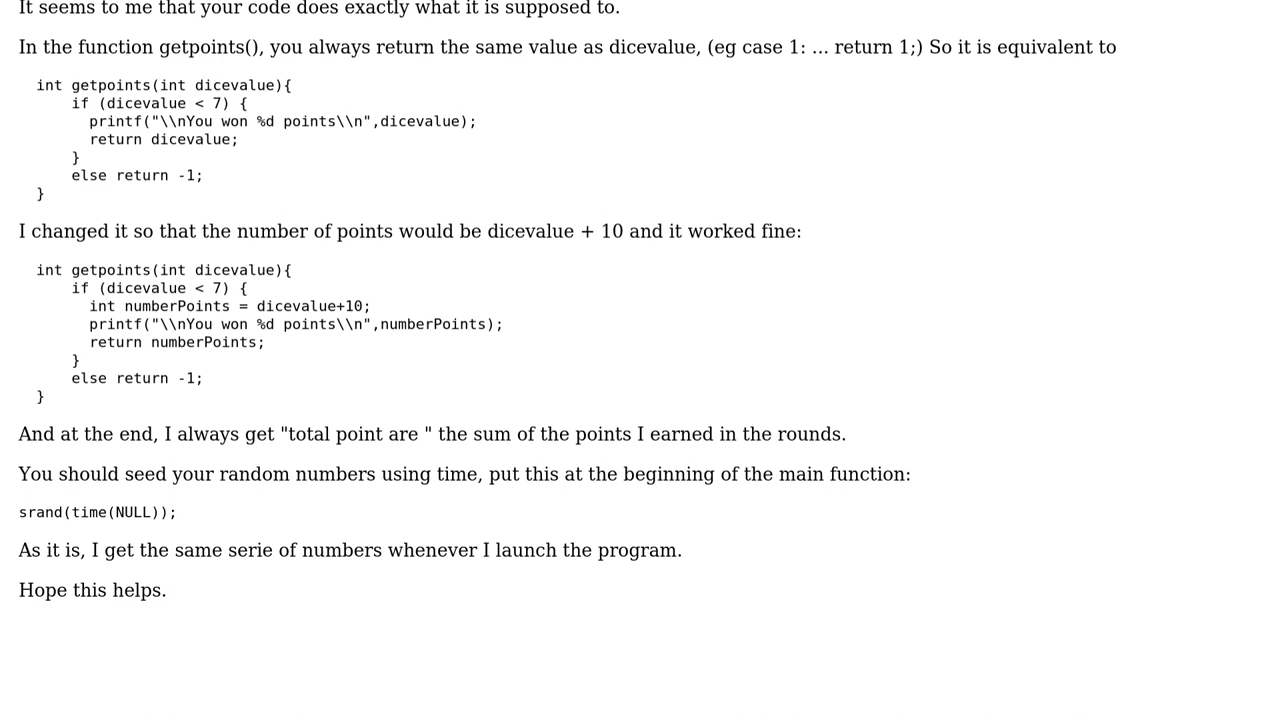 It seems to me that your code does exactly what it is supposed to.
In the function getpoints(), you always return the same value as dicevalue, (eg case 1: ... return 1;) So it is equivalent to
int getpoints(int dicevalue){
if (dicevalue < 7) {
printf("\\nYou won %d points\\n",dicevalue);
return dicevalue;
}
else return -1;
}
I changed it so that the number of points would be dicevalue + 10 and it worked fine:
int getpoints(int dicevalue){
if (dicevalue < 7) {
int numberPoints = dicevalue+10;
printf("\\nYou won %d points\\n",numberPoints);
return numberPoints;
}
else return -1;
}
And at the end, I always get "total point are " the sum of the points I earned in the rounds.
You should seed your random numbers using time, put this at the beginning of the main function:
srand(time(NULL));
As it is, I get the same serie of numbers whenever I launch the program.
Hope this helps.